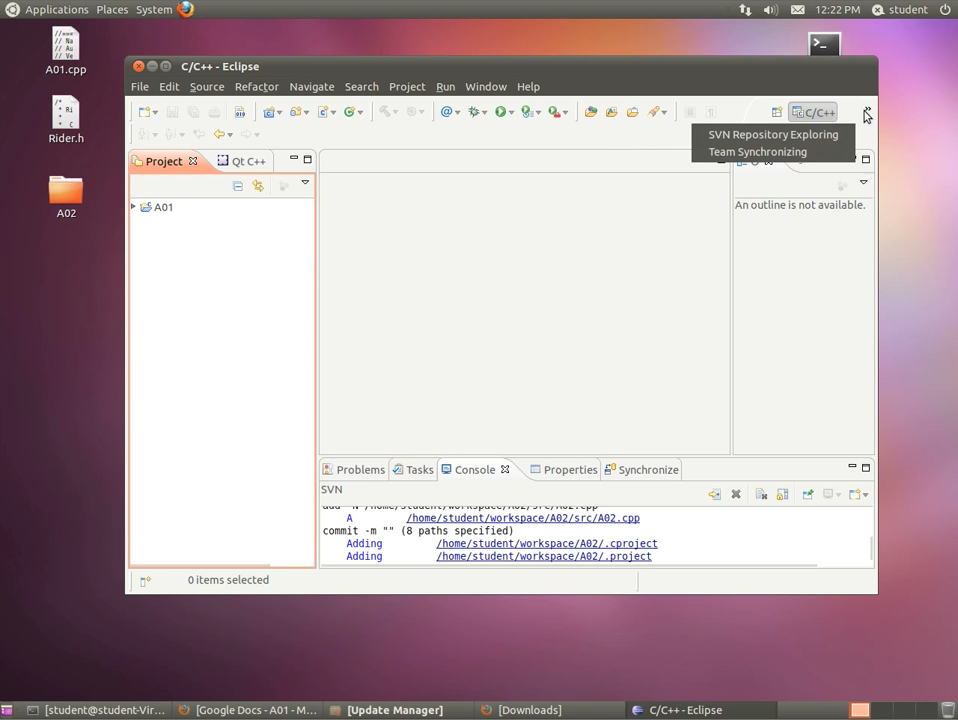 Applications Places System 12:22 PM student
A01.cpp
Rider.h
A02
C/C++ - Eclipse
File Edit Source Refactor Navigate Search Project Run Window Help
C/C++
SVN Repository Exploring
Team Synchronizing
Project Qt C++
A01
An outline is not available.
Problems Tasks Console Properties Synchronize
SVN
A /home/student/workspace/A02/src/A02.cpp
commit -m "" (8 paths specified)
Adding /home/student/workspace/A02/.cproject
Adding /home/student/workspace/A02/.project
0 items selected
[student@student-Vir... [Google Docs - A01 - M... [Update Manager] [Downloads] C/C++ - Eclipse